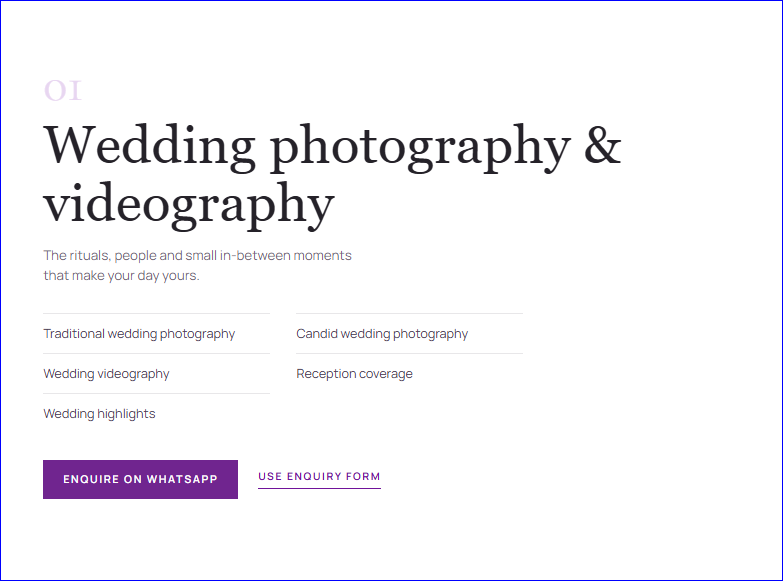 01
Wedding photography &
videography
The rituals, people and small in-between moments
that make your day yours.
Traditional wedding photography
Candid wedding photography
Wedding videography
Reception coverage
Wedding highlights
ENQUIRE ON WHATSAPP
USE ENQUIRY FORM